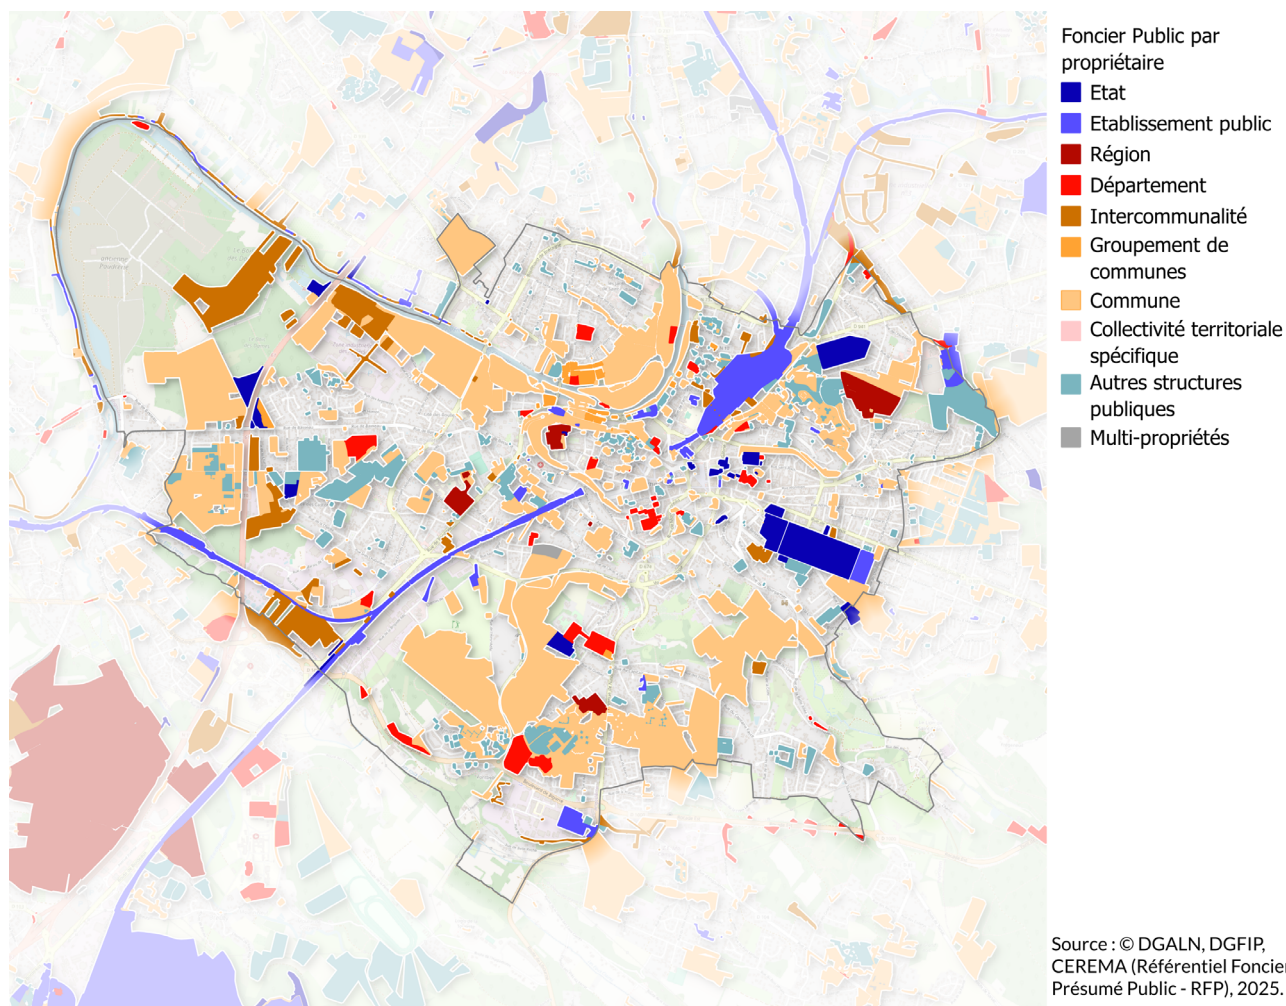 Foncier Public par
propriétaire
Etat
Etablissement public
Région
Département
Intercommunalité
Groupement de
communes
Commune
Collectivité territoriale
spécifique
Autres structures
publiques
Multi-propriétés
Source : © DGALN, DGFIP,
CEREMA (Référentiel Foncier
Présumé Public - RFP), 2025.